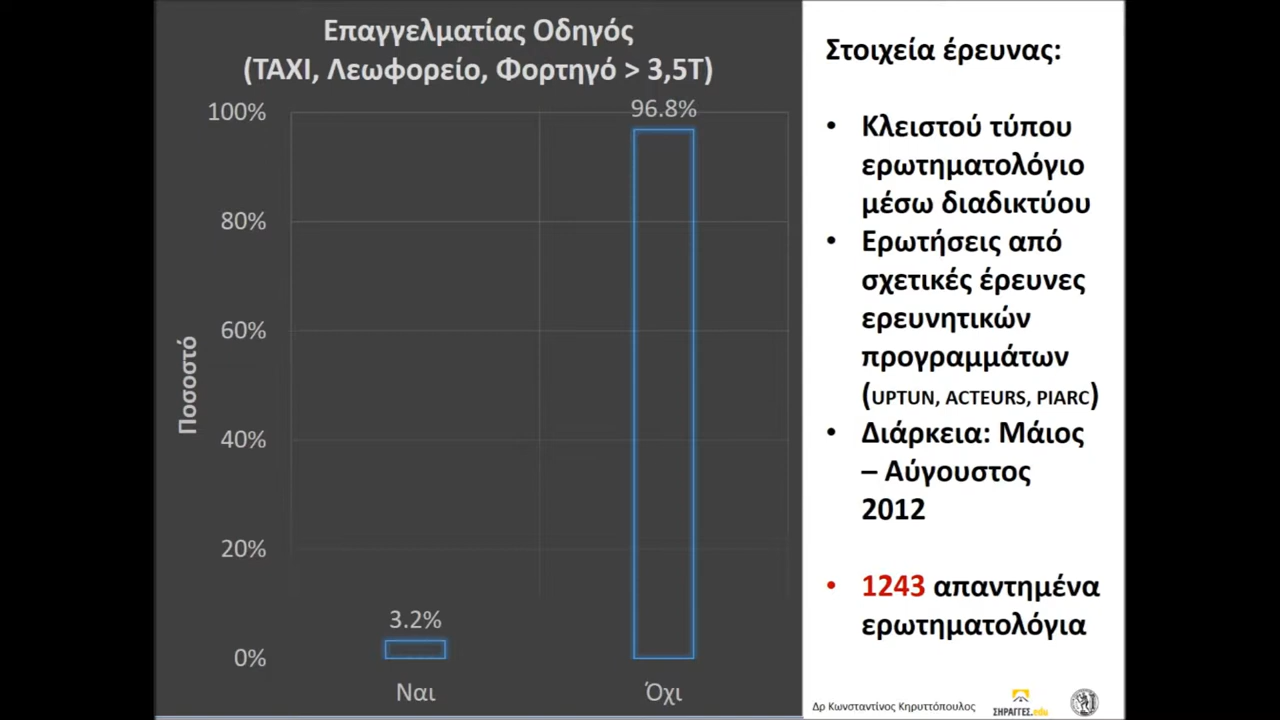 Επαγγελματίας Οδηγός
(ΤΑΧΙ, Λεωφορείο, Φορτηγό > 3,5Τ)
100%
80%
60%
40%
20%
0%
Ποσοστό
96.8%
3.2%
Ναι
Όχι
Στοιχεία έρευνας:
• Κλειστού τύπου
ερωτηματολόγιο
μέσω διαδικτύου
• Ερωτήσεις από
σχετικές έρευνες
ερευνητικών
προγραμμάτων
(UPTUN, ACTEURS, PIARC)
• Διάρκεια: Μάιος
– Αύγουστος
2012
• 1243 απαντημένα
ερωτηματολόγια
Δρ Κωνσταντίνος Κηρυττόπουλος
ΣΗΡΑΓΓΕΣ.edu